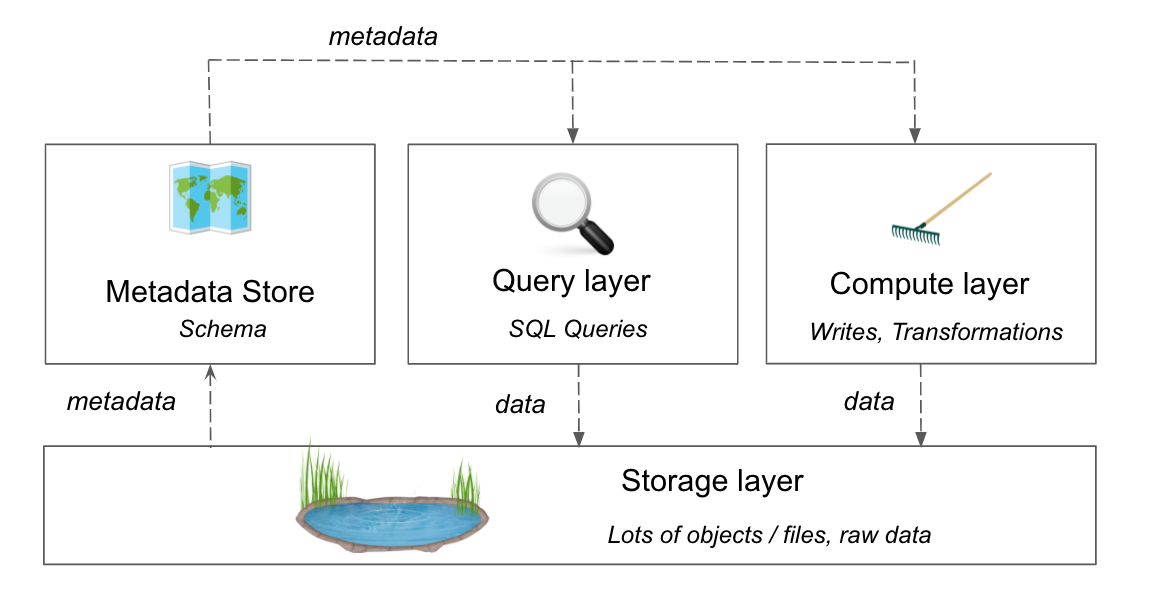 metadata
Metadata Store
Schema
Query layer
SQL Queries
Compute layer
Writes, Transformations
metadata
data
data
Storage layer
Lots of objects / files, raw data